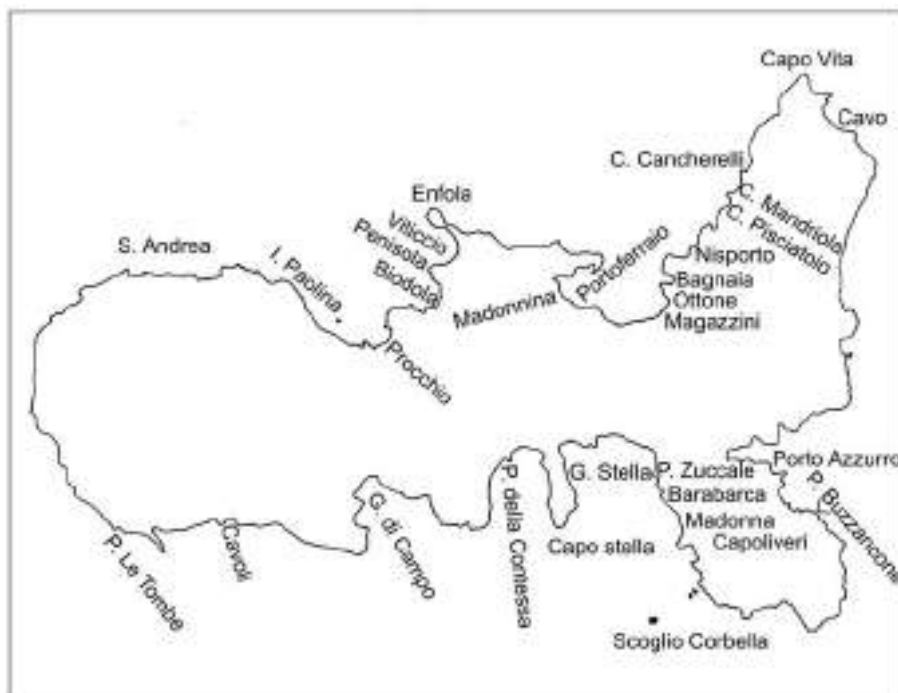 Capo Vita
Cavo
C. Cancherelli
C. Mandriola
C. Pisciatoio
Enfola
Viticcio
Penisola
Biodola
S. Andrea
I. Paolina
Procchio
Madonnina
Portoferraio
Nisporto
Bagnaia
Ottone
Magazzini
Porto Azzurro
P. Buzzancone
G. Stella
P. Zuccale
Barabarca
Madonna
Capoliveri
Capo stella
P. della Contessa
G. di Campo
Cavoli
P. Le Tombe
Scoglio Corbella